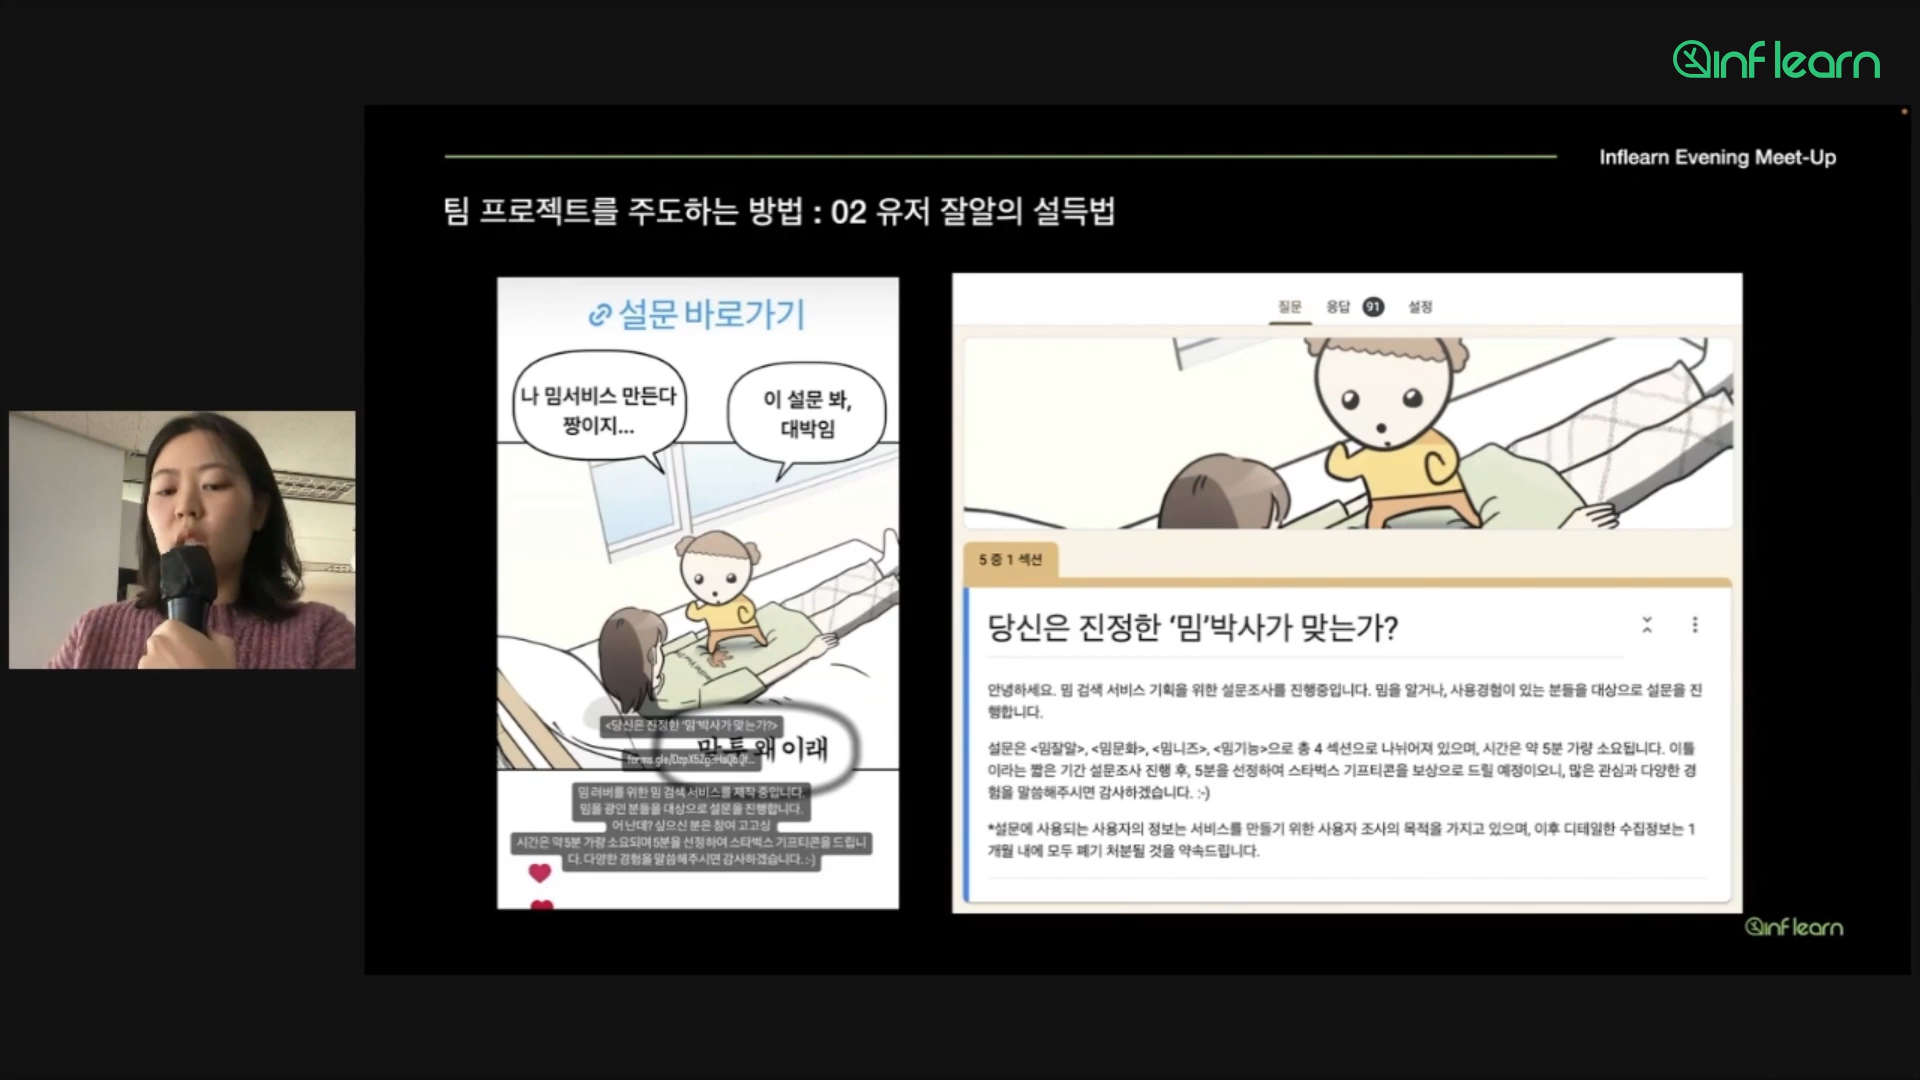 inflearn
Inflearn Evening Meet-Up
팀 프로젝트를 주도하는 방법 : 02 유저 잘알의 설득법
설문 바로가기
나 밈서비스 만든다
짱이지...
이 설문 봐,
대박임
<당신은 진정한 '밈'박사가 맞는가?>
말투 왜 이래
밈 러버를 위한 밈 검색 서비스를 제작 중입니다.
밈을 광인 분들을 대상으로 설문을 진행합니다.
어 난데? 싶으신 분은 참여 고고싱
시간은 약 5분 가량 소요되며 5분을 선정하여 스타벅스 기프티콘을 드립니
다. 다양한 경험을 말씀해주시면 감사하겠습니다. :-)
질문 응답 91 설정
5 중 1 섹션
당신은 진정한 '밈'박사가 맞는가?
안녕하세요. 밈 검색 서비스 기획을 위한 설문조사를 진행중입니다. 밈을 알거나, 사용경험이 있는 분들을 대상으로 설문을 진
행합니다.
설문은 <밈잘알>, <밈문화>, <밈니즈>, <밈기능>으로 총 4 섹션으로 나뉘어져 있으며, 시간은 약 5분 가량 소요됩니다. 이틀
이라는 짧은 기간 설문조사 진행 후, 5분을 선정하여 스타벅스 기프티콘을 보상으로 드릴 예정이오니, 많은 관심과 다양한 경
험을 말씀해주시면 감사하겠습니다. :-)
*설문에 사용되는 사용자의 정보는 서비스를 만들기 위한 사용자 조사의 목적을 가지고 있으며, 이후 디테일한 수집정보는 1
개월 내에 모두 폐기 처분될 것을 약속드립니다.
inflearn